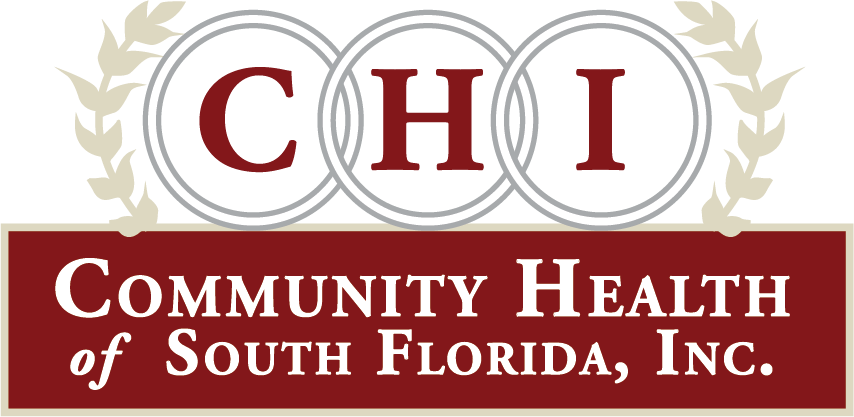 CHI
COMMUNITY HEALTH
of SOUTH FLORIDA, INC.